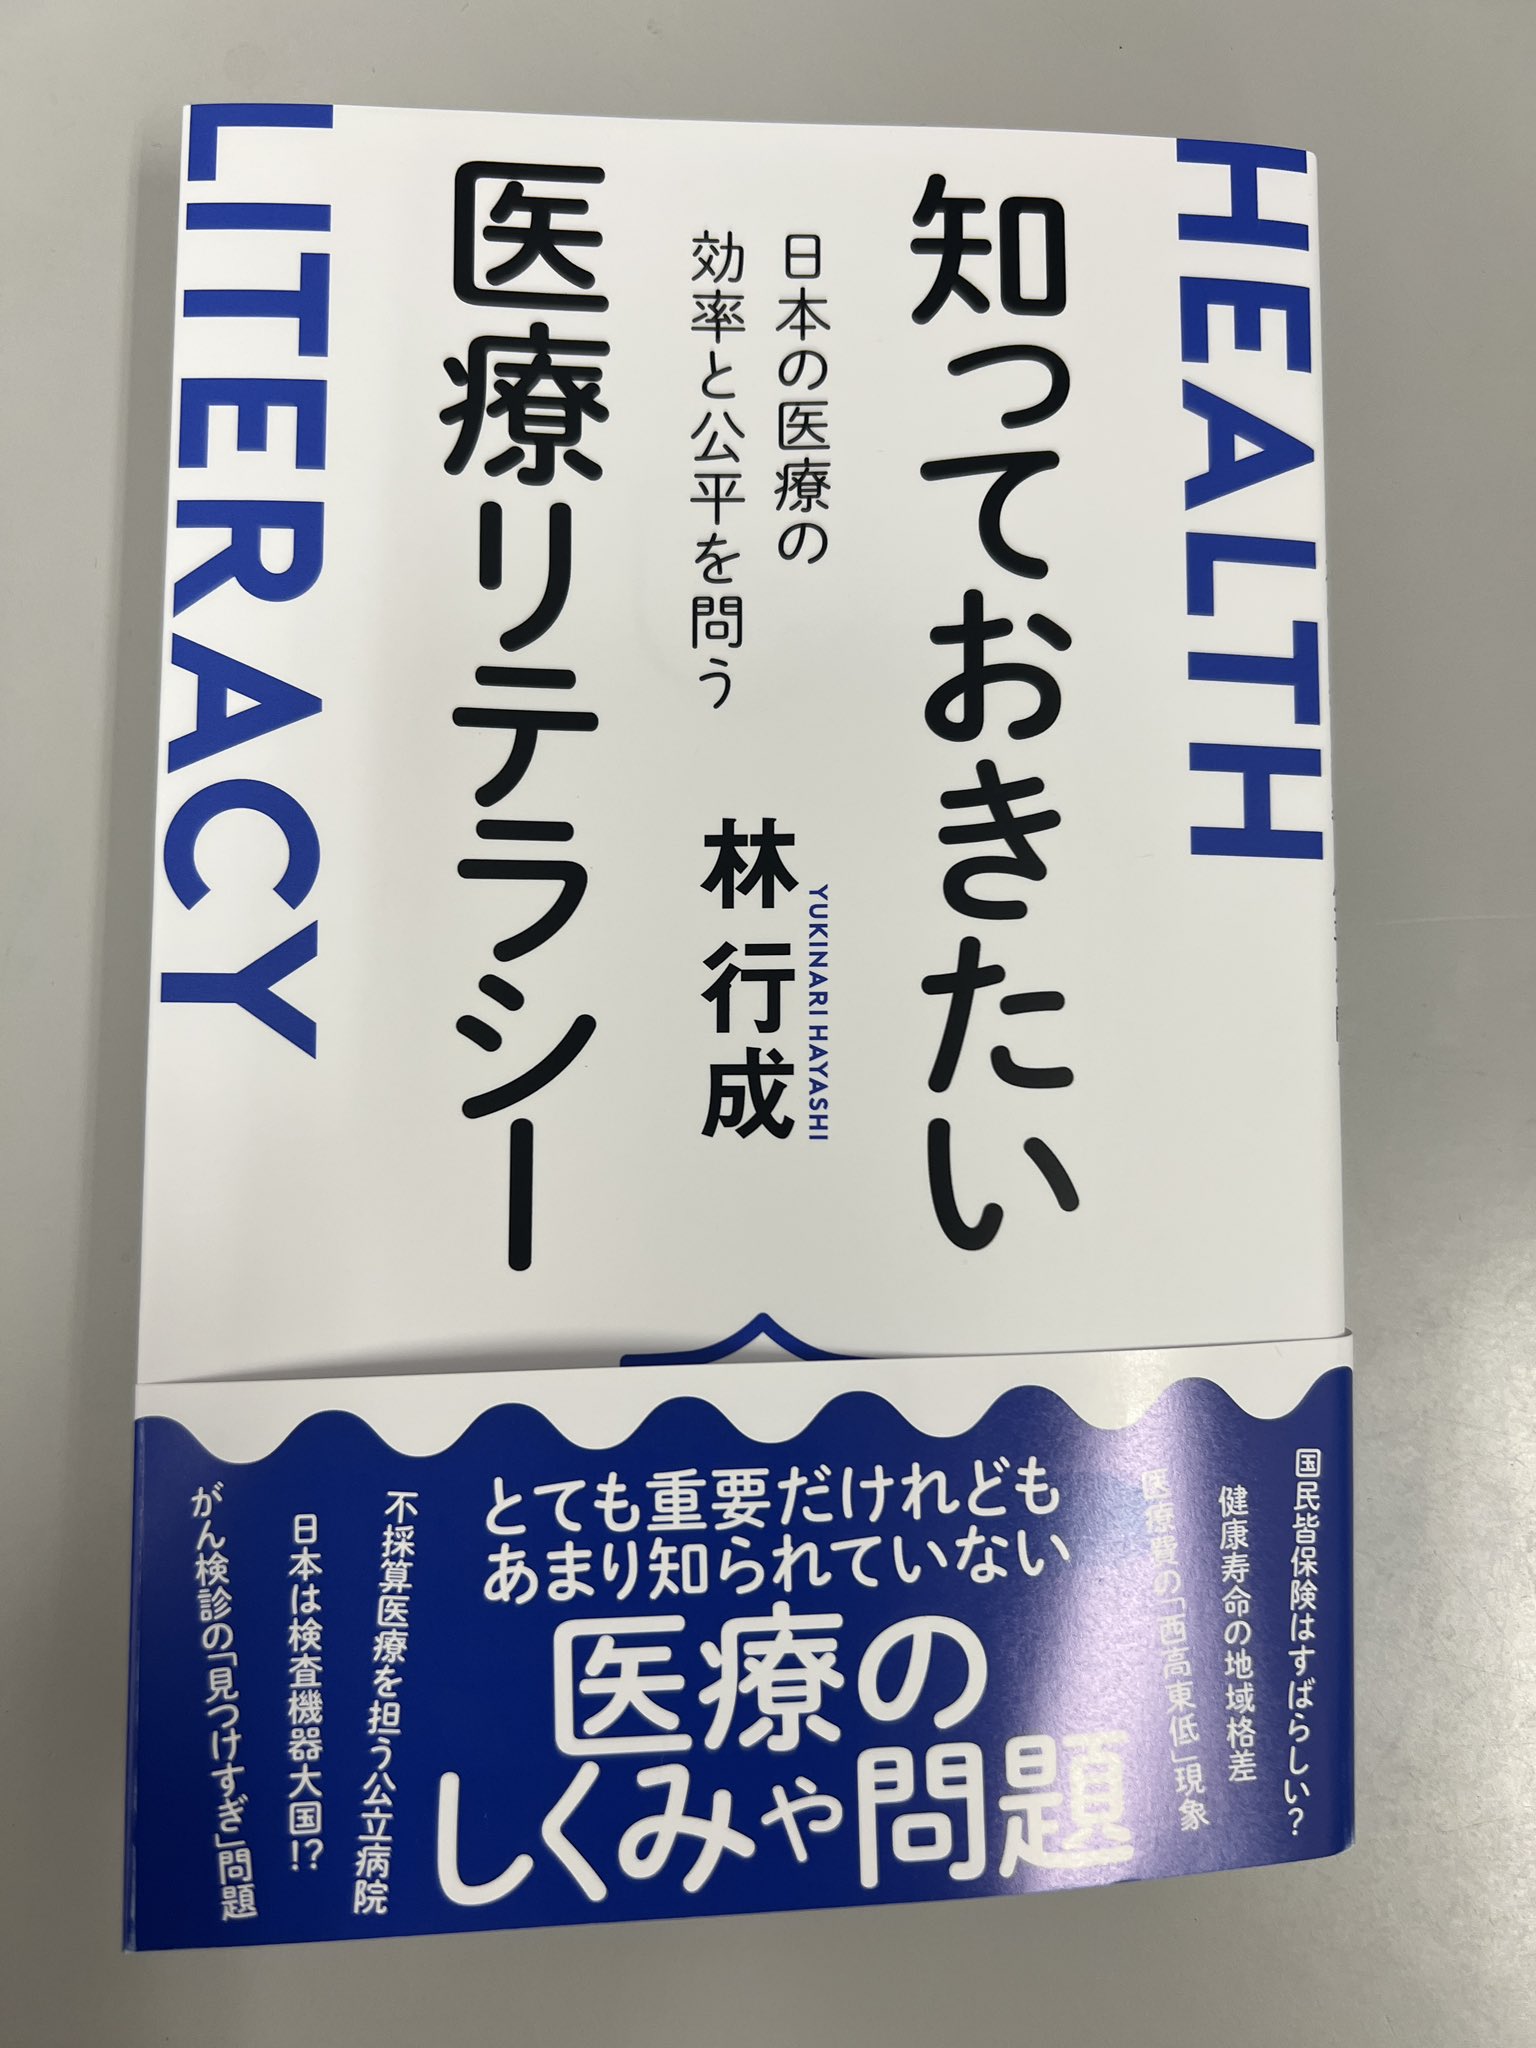 HEALTH
知っておきたい
日本の医療の
効率と公平を問う
YUKINARI HAYASHI
林 行成
医療リテラシー
LITERACY
とても重要だけれども
あまり知られていない
医療の
しくみや問題
国民皆保険はすばらしい?
健康寿命の地域格差
医療費の「西高東低」現象
不採算医療を担う公立病院
日本は検査機器大国!?
がん検診の「見つけすぎ」問題